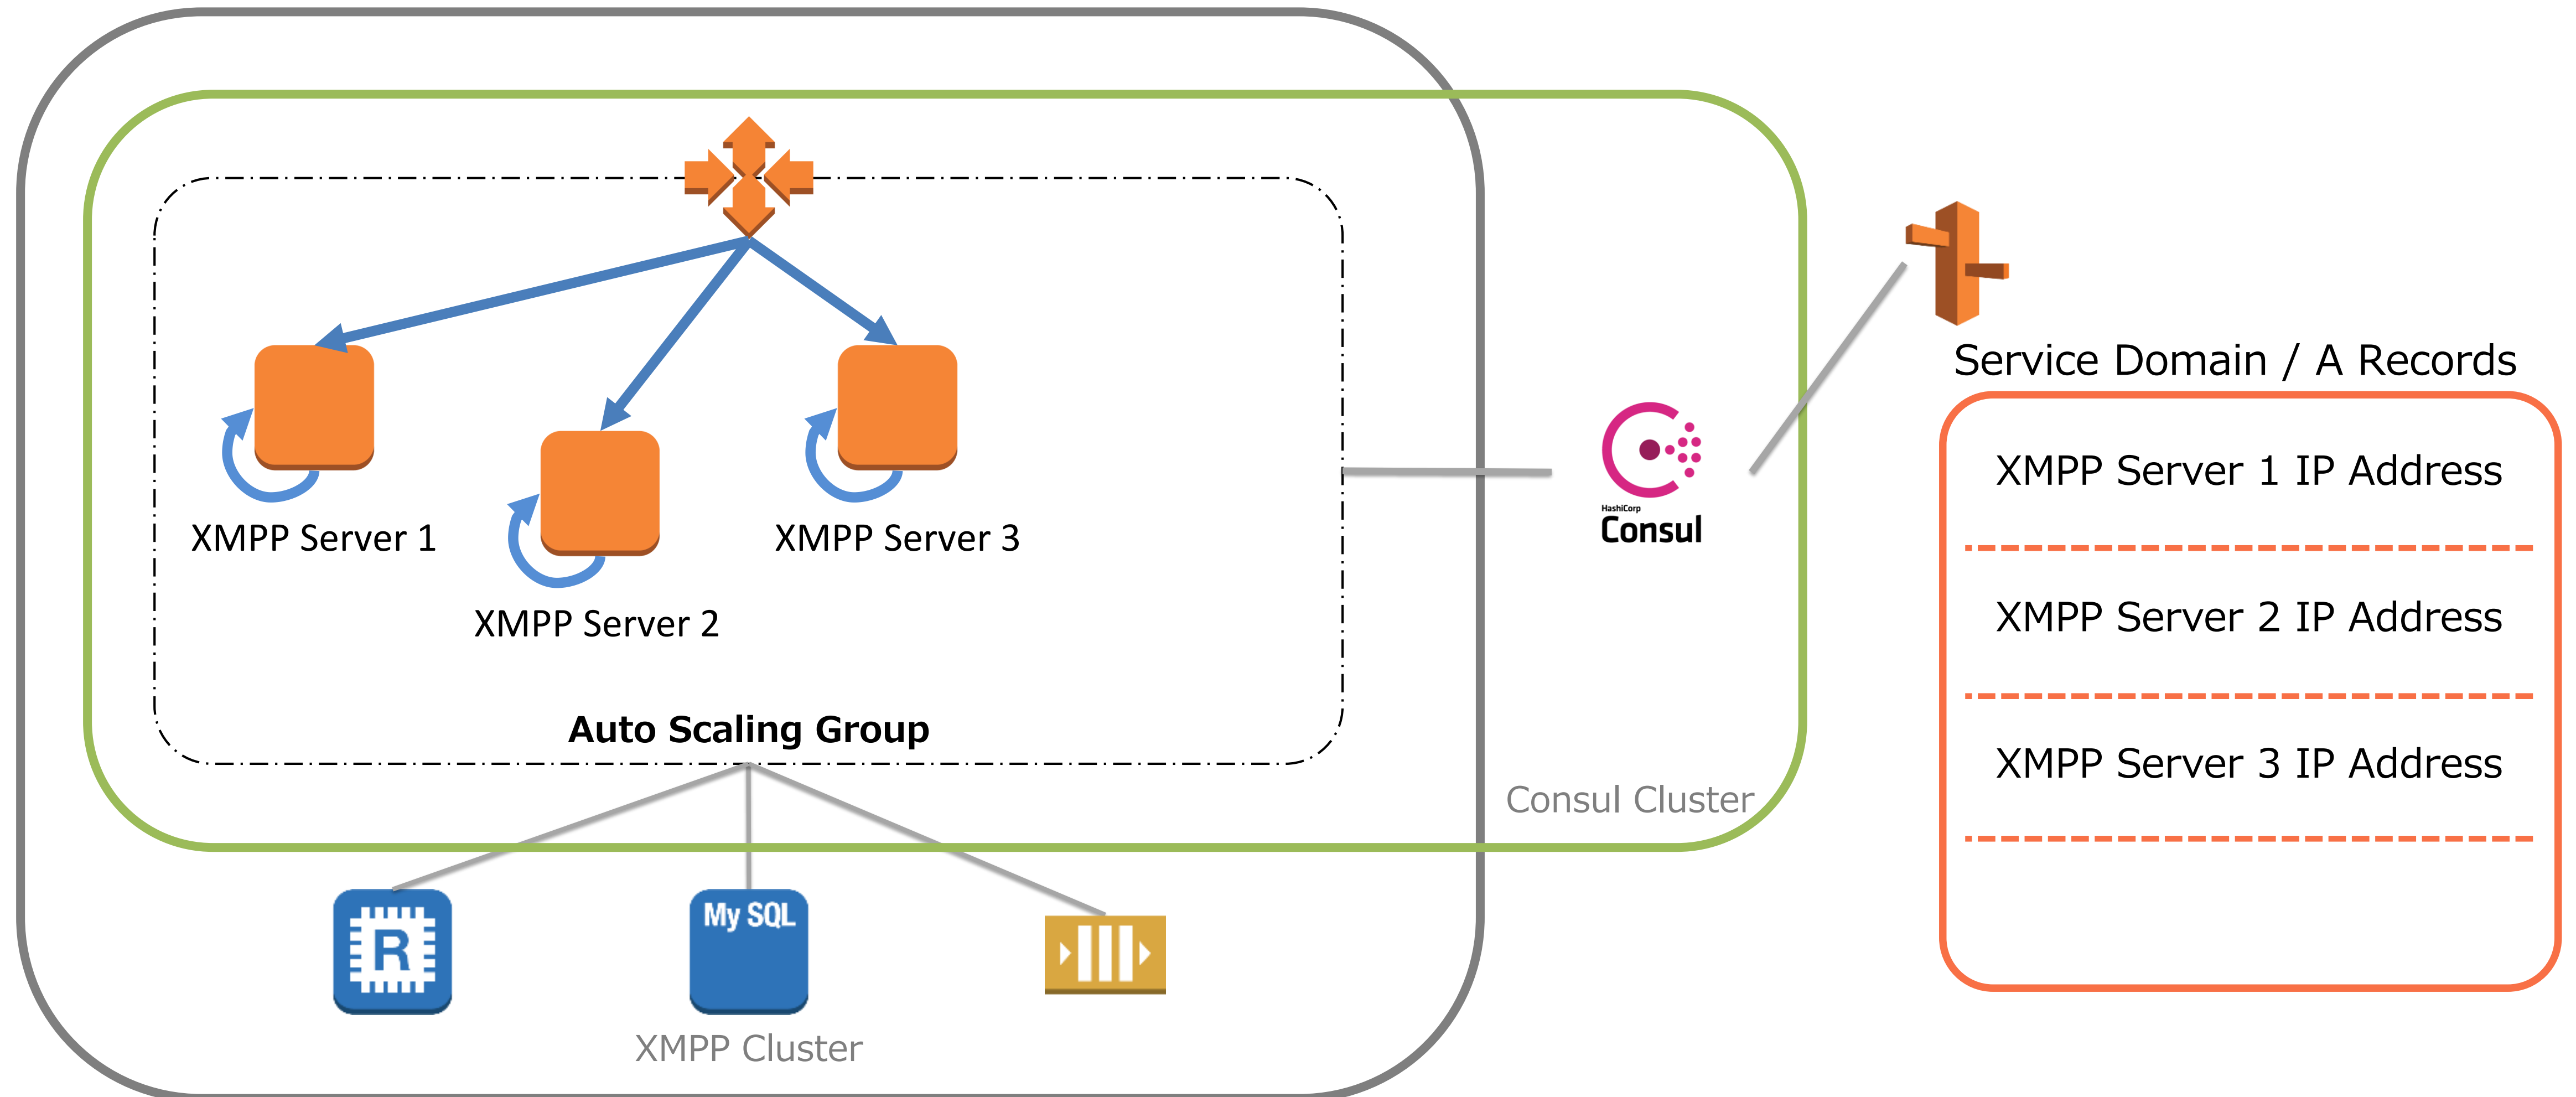 XMPP Server 1
XMPP Server 2
XMPP Server 3
Auto Scaling Group
R
My SQL
XMPP Cluster
HashiCorp
Consul
Consul Cluster
Service Domain / A Records
XMPP Server 1 IP Address
XMPP Server 2 IP Address
XMPP Server 3 IP Address